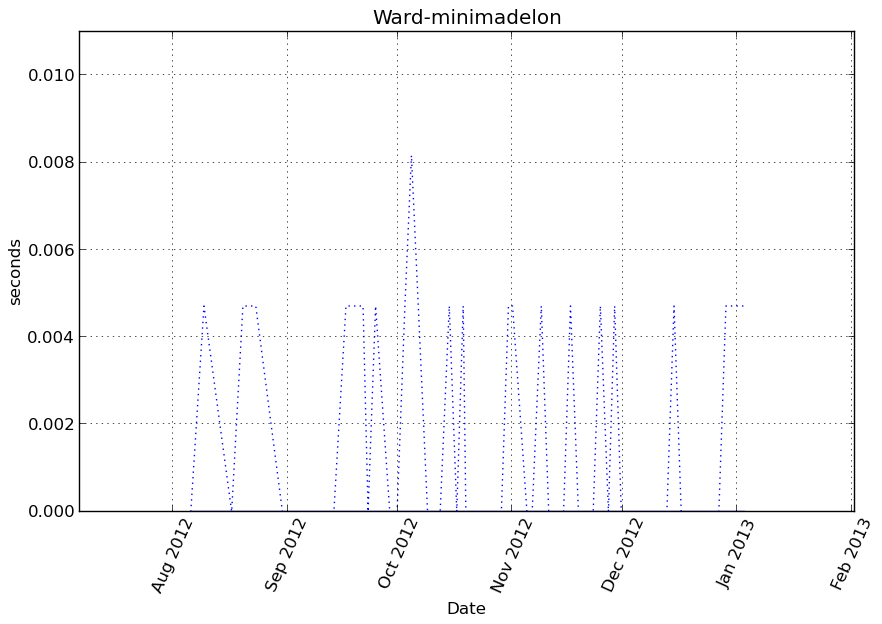 Ward-minimadelon
0.010
0.008
0.006
0.004
0.002
0.000
seconds
Aug 2012
Sep 2012
Oct 2012
Nov 2012
Dec 2012
Jan 2013
Feb 2013
Date